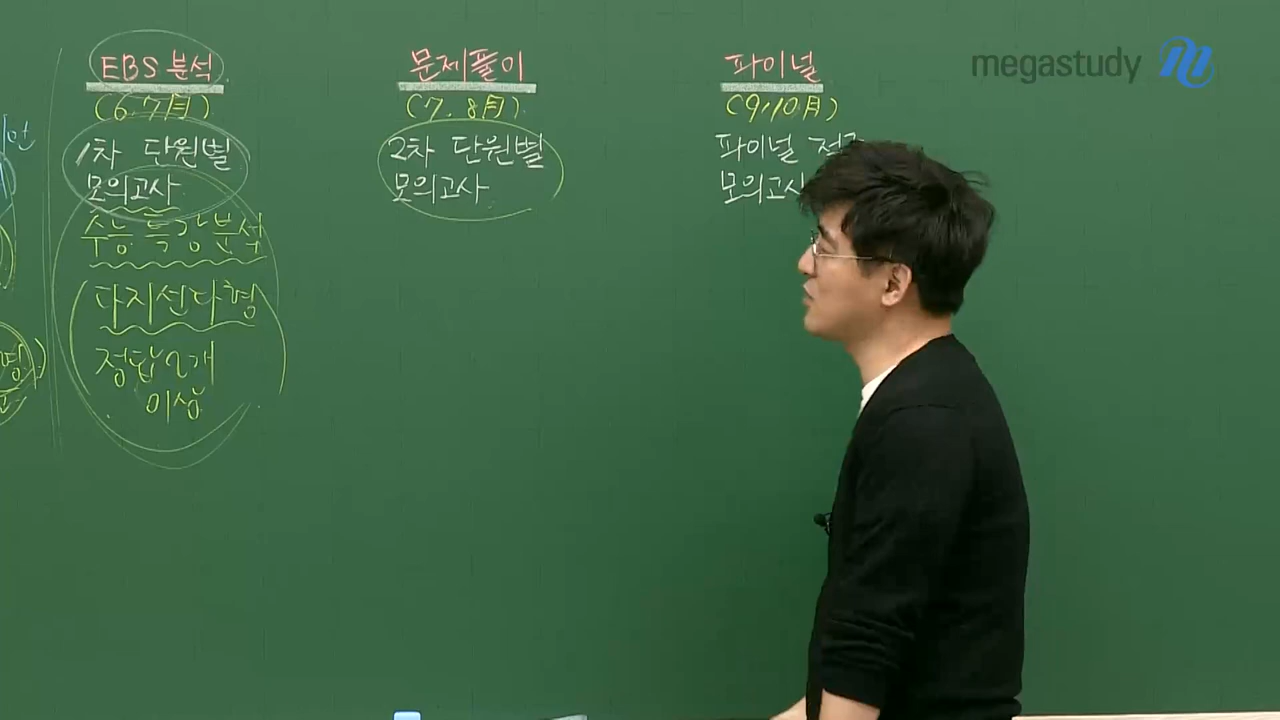 EBS 분석
(6.7月)
1차 단원별
모의고사
수능특강분석
(다지선다형)
정답 2개
이상
문제풀이
(7. 8月)
2차 단원별
모의고사
파이널
(9,10月)
파이널
모의고사
megastudy